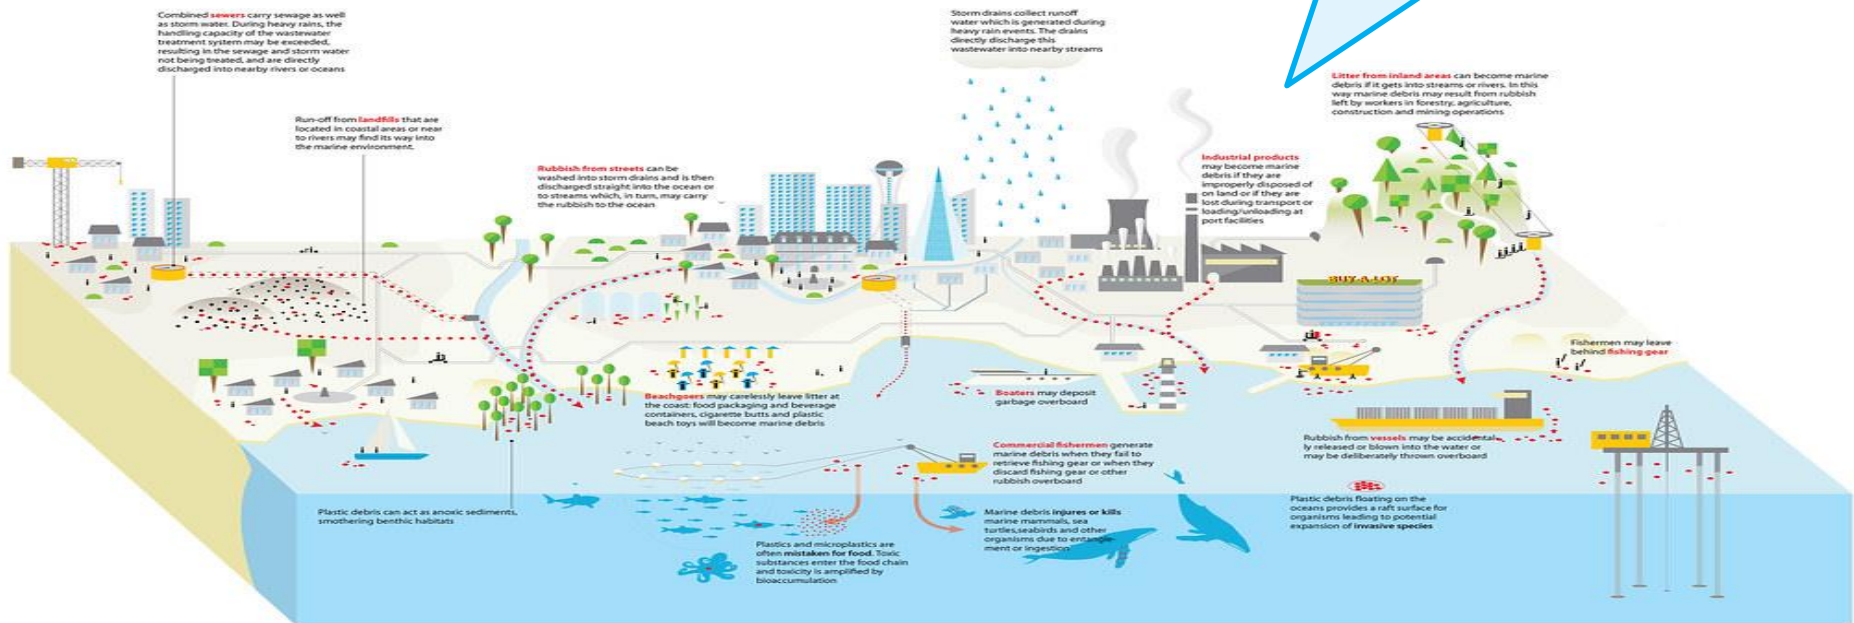 Combined sewers carry sewage as well
as storm water. During heavy rains, the
handling capacity of the wastewater
treatment system may be exceeded,
resulting in the sewage and storm water
not being treated, and are directly
discharged into nearby rivers or oceans
Run-off from landfills that are
located in coastal areas or near
to rivers may find its way into
the marine environment.
Rubbish from streets can be
washed into storm drains and is then
discharged straight into the ocean or
to streams which, in turn, may carry
the rubbish to the ocean
Storm drains collect runoff
water which is generated during
heavy rain events. The drains
directly discharge this
wastewater into nearby streams
Industrial products
may become marine
debris if they are
improperly disposed of
on land or if they are
lost during transport or
loading/unloading at
port facilities
Litter from inland areas can become marine
debris if it gets into streams or rivers. In this
way marine debris may result from rubbish
left by workers in forestry, agriculture,
construction and mining operations
BUY-A-LOT
Fishermen may leave
behind fishing gear
Beachgoers may carelessly leave litter at
the coast: food packaging and beverage
containers, cigarette butts and plastic
beach toys will become marine debris
Boaters may deposit
garbage overboard
Commercial fishermen generate
marine debris when they fail to
retrieve fishing gear or when they
discard fishing gear or other
rubbish overboard
Rubbish from vessels may be accidental-
ly released or blown into the water or
may be deliberately thrown overboard
Plastic debris can act as anoxic sediments,
smothering benthic habitats
Plastics and microplastics are
often mistaken for food. Toxic
substances enter the food chain
and toxicity is amplified by
bioaccumulation
Marine debris injures or kills
marine mammals, sea
turtles,seabirds and other
organisms due to entangle-
ment or ingestion
Plastic debris floating on the
oceans provides a raft surface for
organisms leading to potential
expansion of invasive species